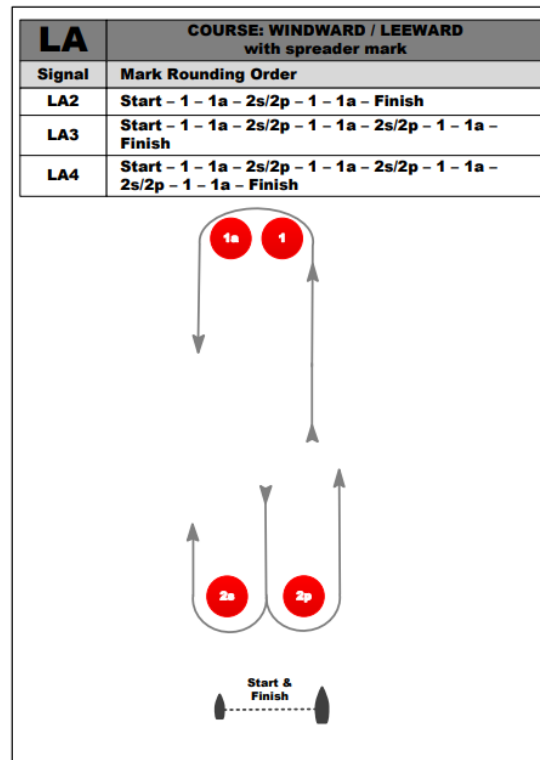 LA
COURSE: WINDWARD / LEEWARD
with spreader mark
Signal
Mark Rounding Order
LA2
Start – 1 – 1a – 2s/2p – 1 – 1a – Finish
LA3
Start – 1 – 1a – 2s/2p – 1 – 1a – 2s/2p – 1 – 1a –
Finish
LA4
Start – 1 – 1a – 2s/2p – 1 – 1a – 2s/2p – 1 – 1a –
2s/2p – 1 – 1a – Finish
1a
1
2s
2p
Start &
Finish